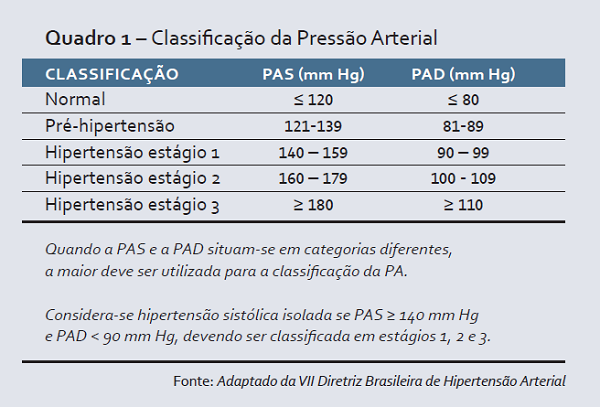 Quadro 1 – Classificação da Pressão Arterial
CLASSIFICAÇÃO PAS (mm Hg) PAD (mm Hg)
Normal ≤ 120 ≤ 80
Pré-hipertensão 121-139 81-89
Hipertensão estágio 1 140 – 159 90 – 99
Hipertensão estágio 2 160 – 179 100 - 109
Hipertensão estágio 3 ≥ 180 ≥ 110
Quando a PAS e a PAD situam-se em categorias diferentes,
a maior deve ser utilizada para a classificação da PA.
Considera-se hipertensão sistólica isolada se PAS ≥ 140 mm Hg
e PAD < 90 mm Hg, devendo ser classificada em estágios 1, 2 e 3.
Fonte: Adaptado da VII Diretriz Brasileira de Hipertensão Arterial